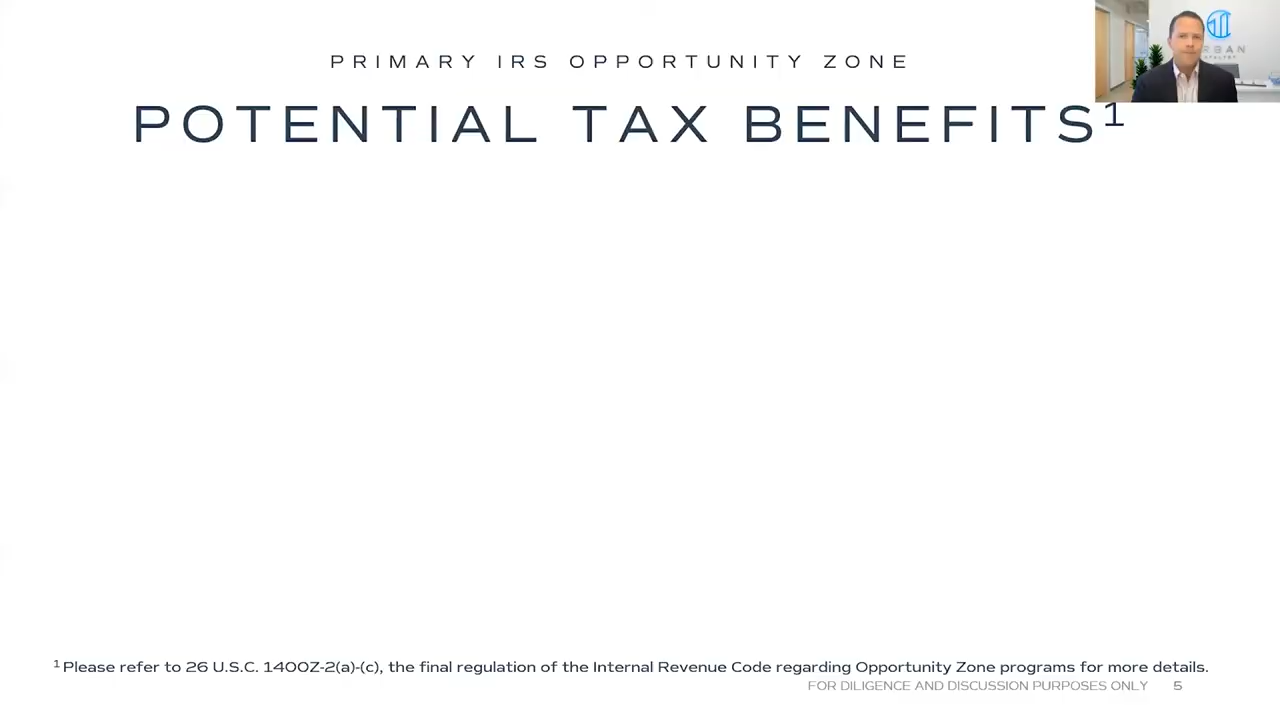 PRIMARY IRS OPPORTUNITY ZONE
POTENTIAL TAX BENEFITS¹
¹ Please refer to 26 U.S.C. 1400Z-2(a)-(c), the final regulation of the Internal Revenue Code regarding Opportunity Zone programs for more details.
FOR DILIGENCE AND DISCUSSION PURPOSES ONLY 5